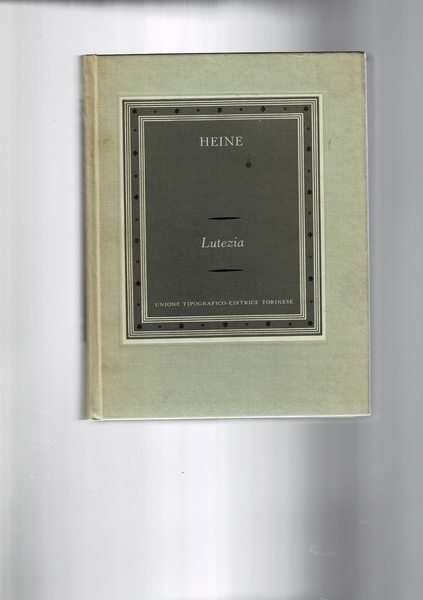 HEINE
Lutezia
UNIONE TIPOGRAFICO-EDITRICE TORINESE